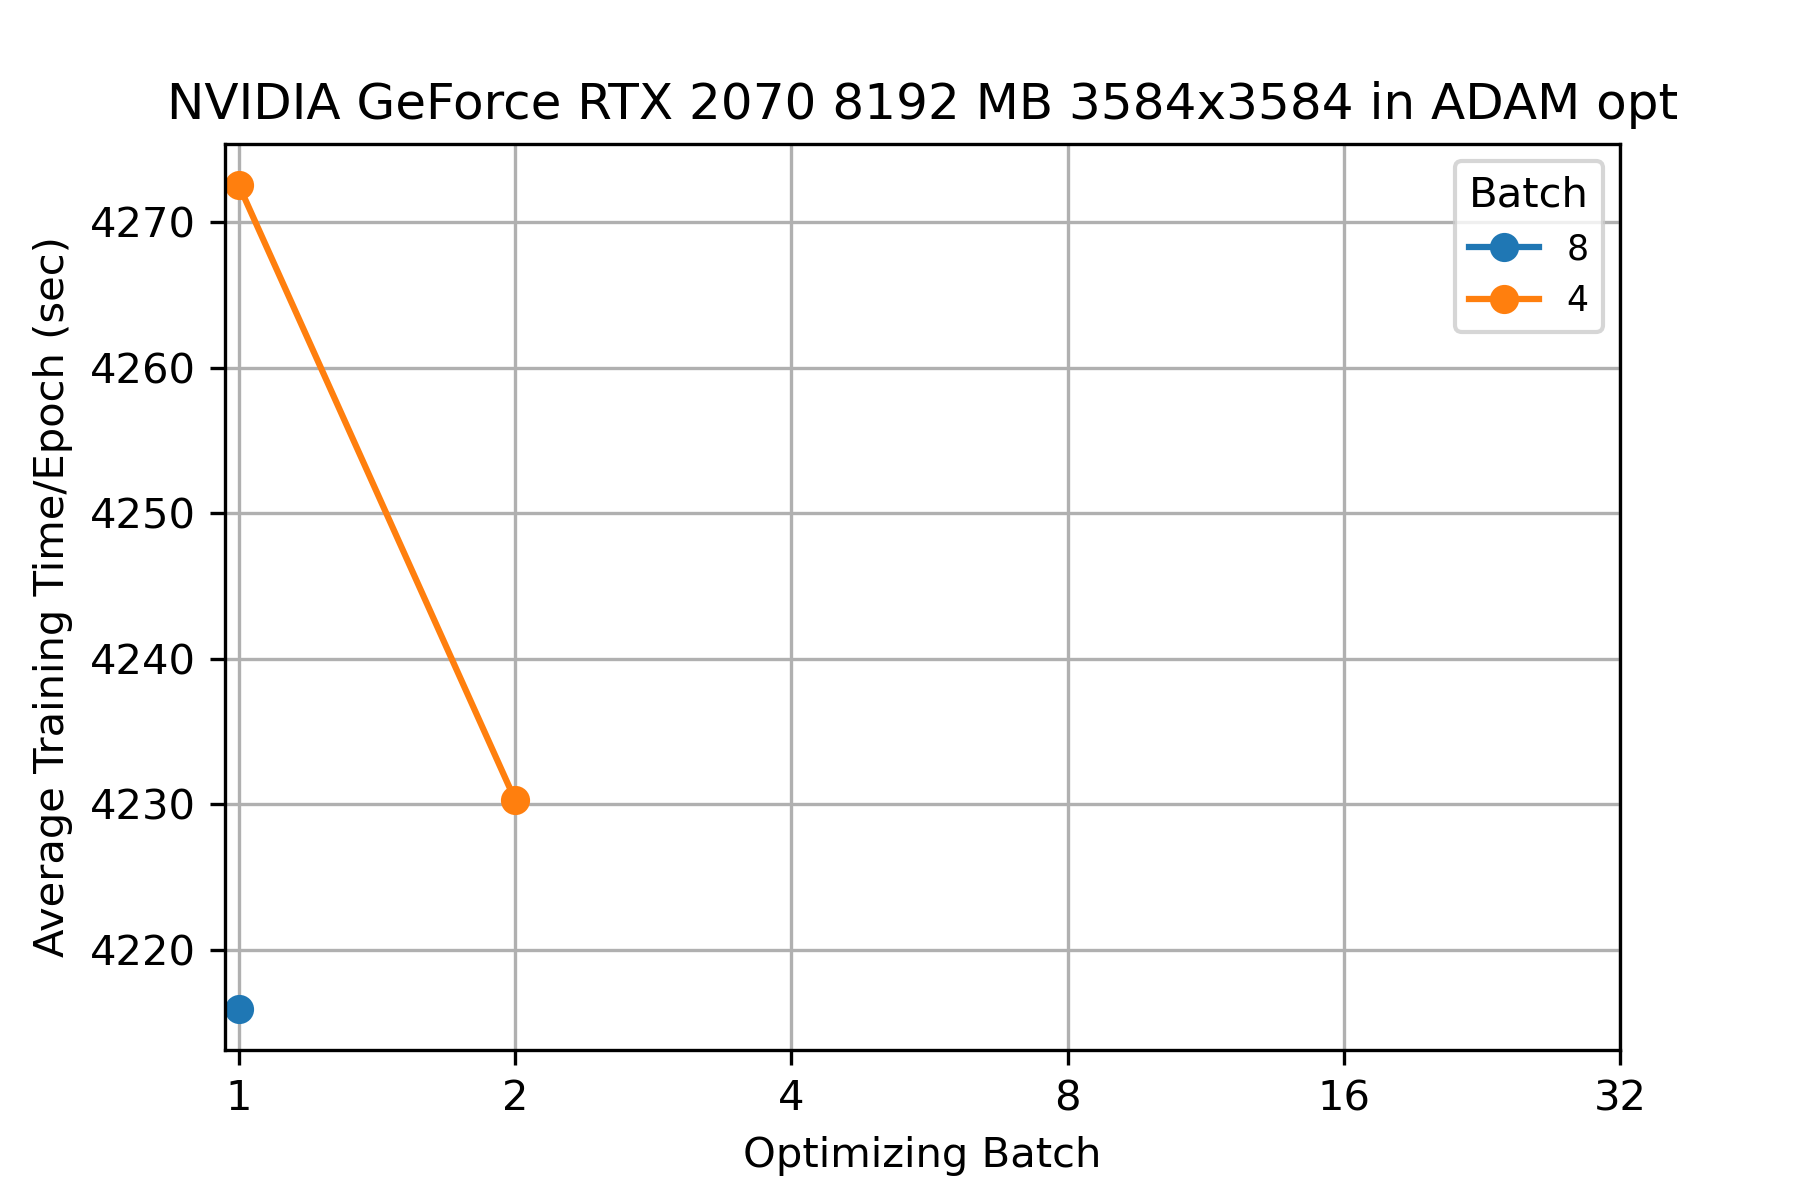 NVIDIA GeForce RTX 2070 8192 MB 3584x3584 in ADAM opt
Average Training Time/Epoch (sec)
4270
4260
4250
4240
4230
4220
Batch
8
4
1 2 4 8 16 32
Optimizing Batch